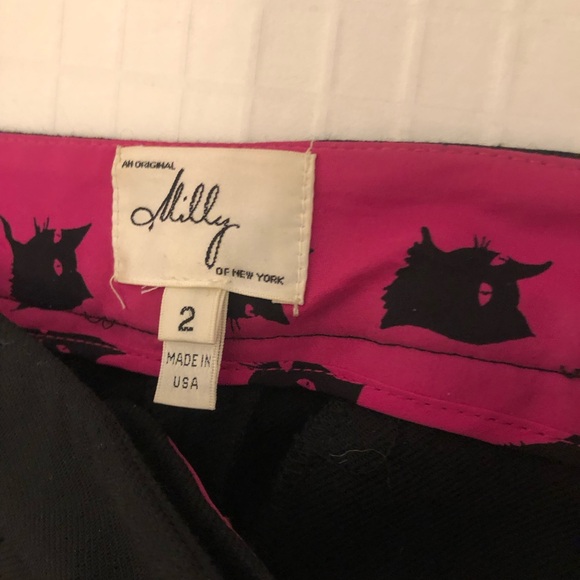 AN ORIGINAL
Milly
OF NEW YORK
2
MADE IN
USA